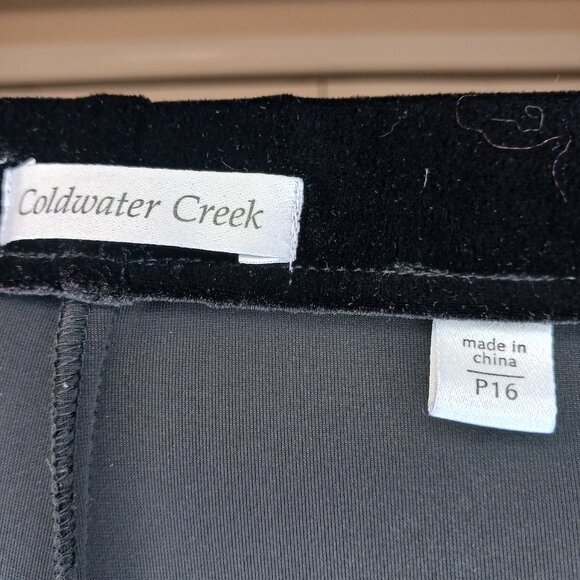 Coldwater Creek
made in
china
P16